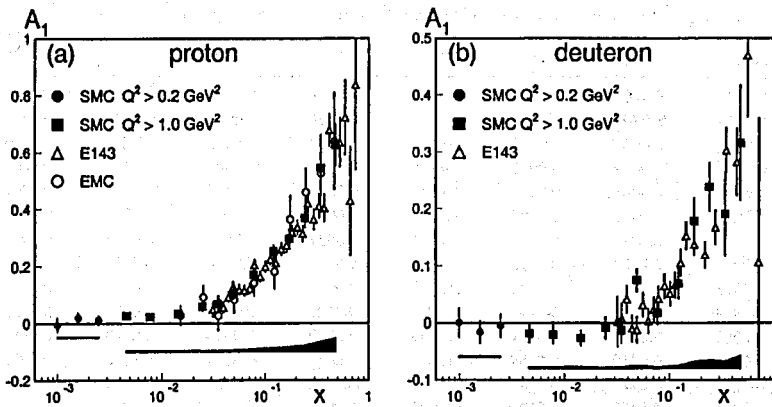 A₁
(a) proton
SMC Q² > 0.2 GeV²
SMC Q² > 1.0 GeV²
E143
EMC
1
0.8
0.6
0.4
0.2
0
-0.2
10⁻³
10⁻²
10⁻¹
X
1
A₁
(b) deuteron
SMC Q² > 0.2 GeV²
SMC Q² > 1.0 GeV²
E143
0.5
0.4
0.3
0.2
0.1
0
-0.1
10⁻³
10⁻²
10⁻¹
X
1